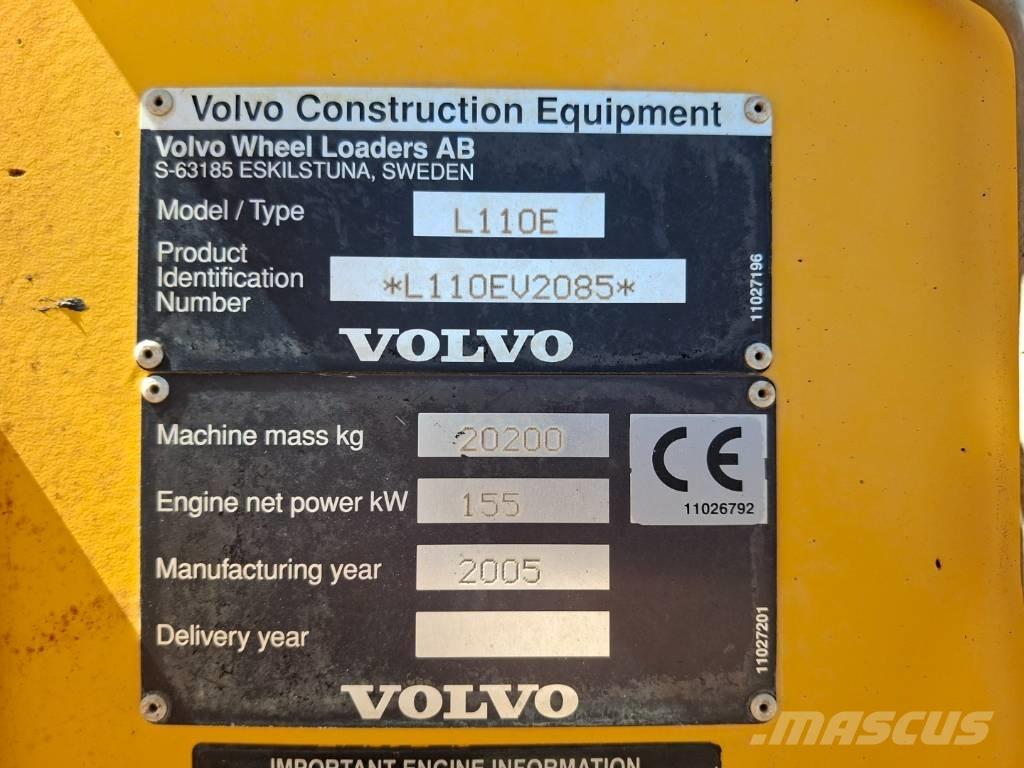 Volvo Construction Equipment
Volvo Wheel Loaders AB
S-63185 ESKILSTUNA, SWEDEN
Model / Type L110E
Product
Identification *L110EV2085*
Number
11027196
VOLVO
Machine mass kg 20200
CE
Engine net power kW 155
11026792
Manufacturing year 2005
Delivery year
11027201
VOLVO
MASCUS
IMPORTANT ENGINE INFORMATION